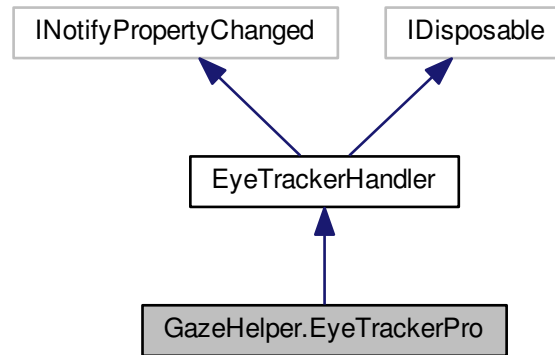 INotifyPropertyChanged
IDisposable
EyeTrackerHandler
GazeHelper.EyeTrackerPro